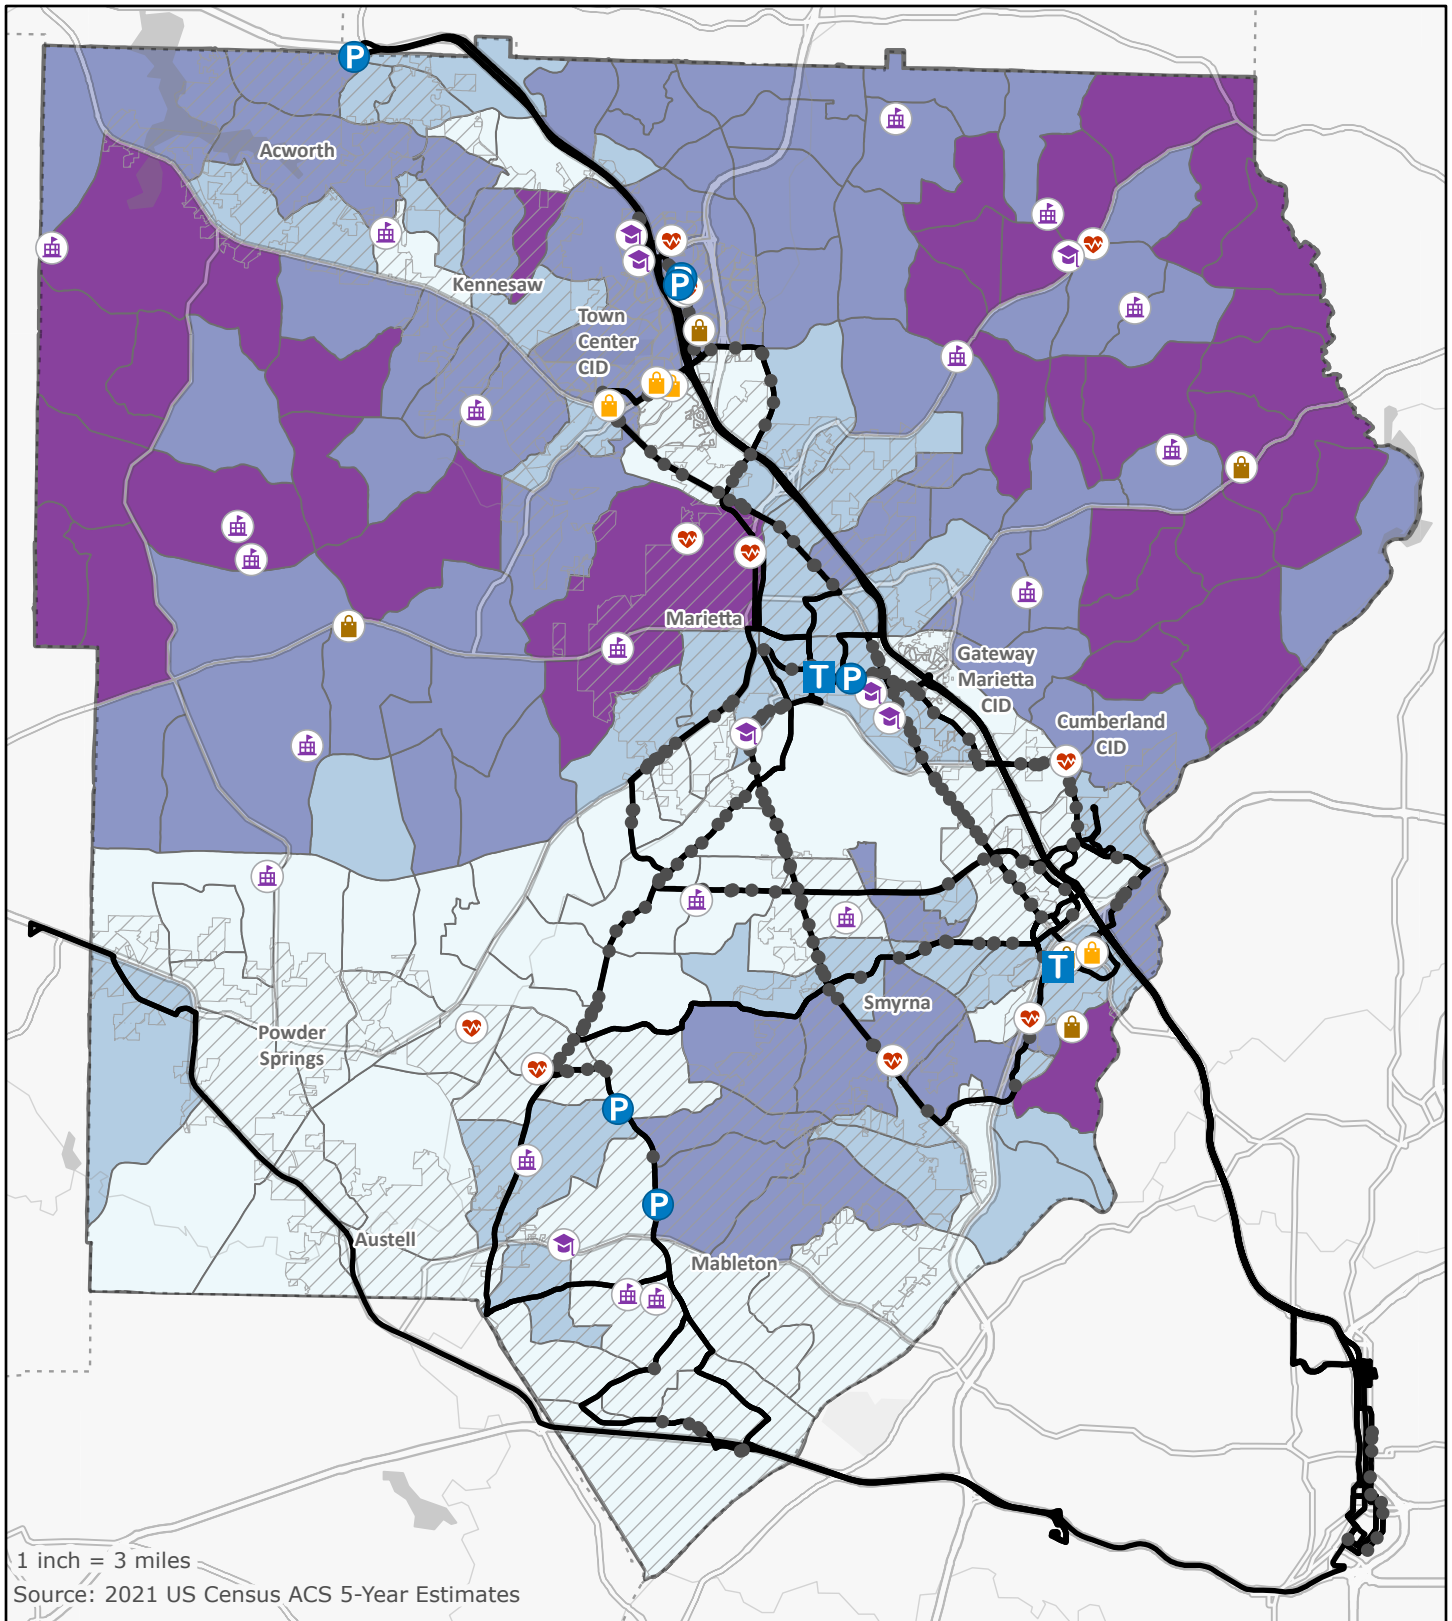 P
Acworth
Kennesaw
P
Town
Center
CID
Marietta
T
P
Gateway
Marietta
CID
Cumberland
CID
T
Smyrna
Powder
Springs
P
P
Austell
Mableton
1 inch = 3 miles
Source: 2021 US Census ACS 5-Year Estimates